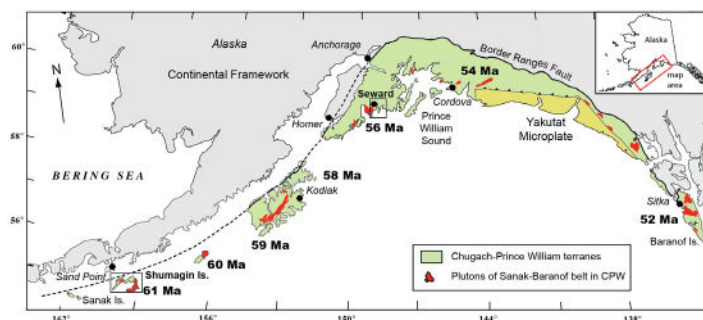 Alaska
Continental Framework
Anchorage
Border Ranges Fault
54 Ma
Alaska
map
area
N
Seward
Homer
56 Ma
Cordova
Prince
William
Sound
Yakutat
Microplate
BERING SEA
58 Ma
Kodiak
59 Ma
Sitka
52 Ma
Baranof Is.
Sand Point
Shumagin Is.
60 Ma
61 Ma
Sanak Is.
Chugach-Prince William terranes
Plutons of Sanak-Baranof belt in CPW
60°
58°
56°
156°
150°
144°